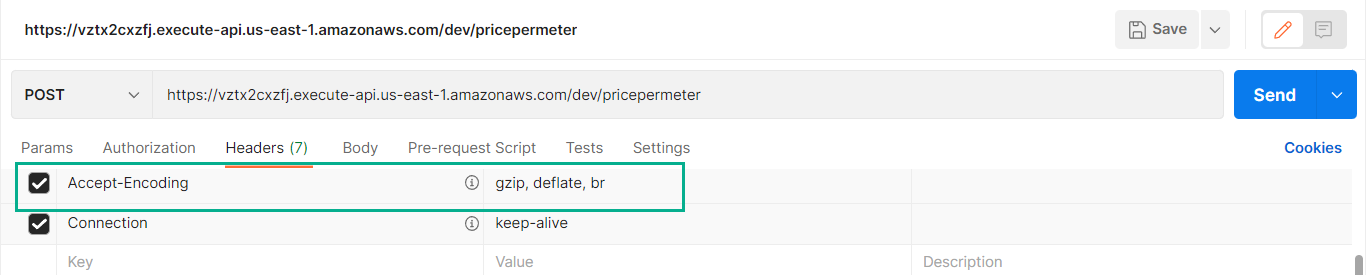 https://vztx2cxzfj.execute-api.us-east-1.amazonaws.com/dev/pricepermeter Save
POST https://vztx2cxzfj.execute-api.us-east-1.amazonaws.com/dev/pricepermeter Send
Params Authorization Headers (7) Body Pre-request Script Tests Settings Cookies
Accept-Encoding gzip, deflate, br
Connection keep-alive
Key Value Description